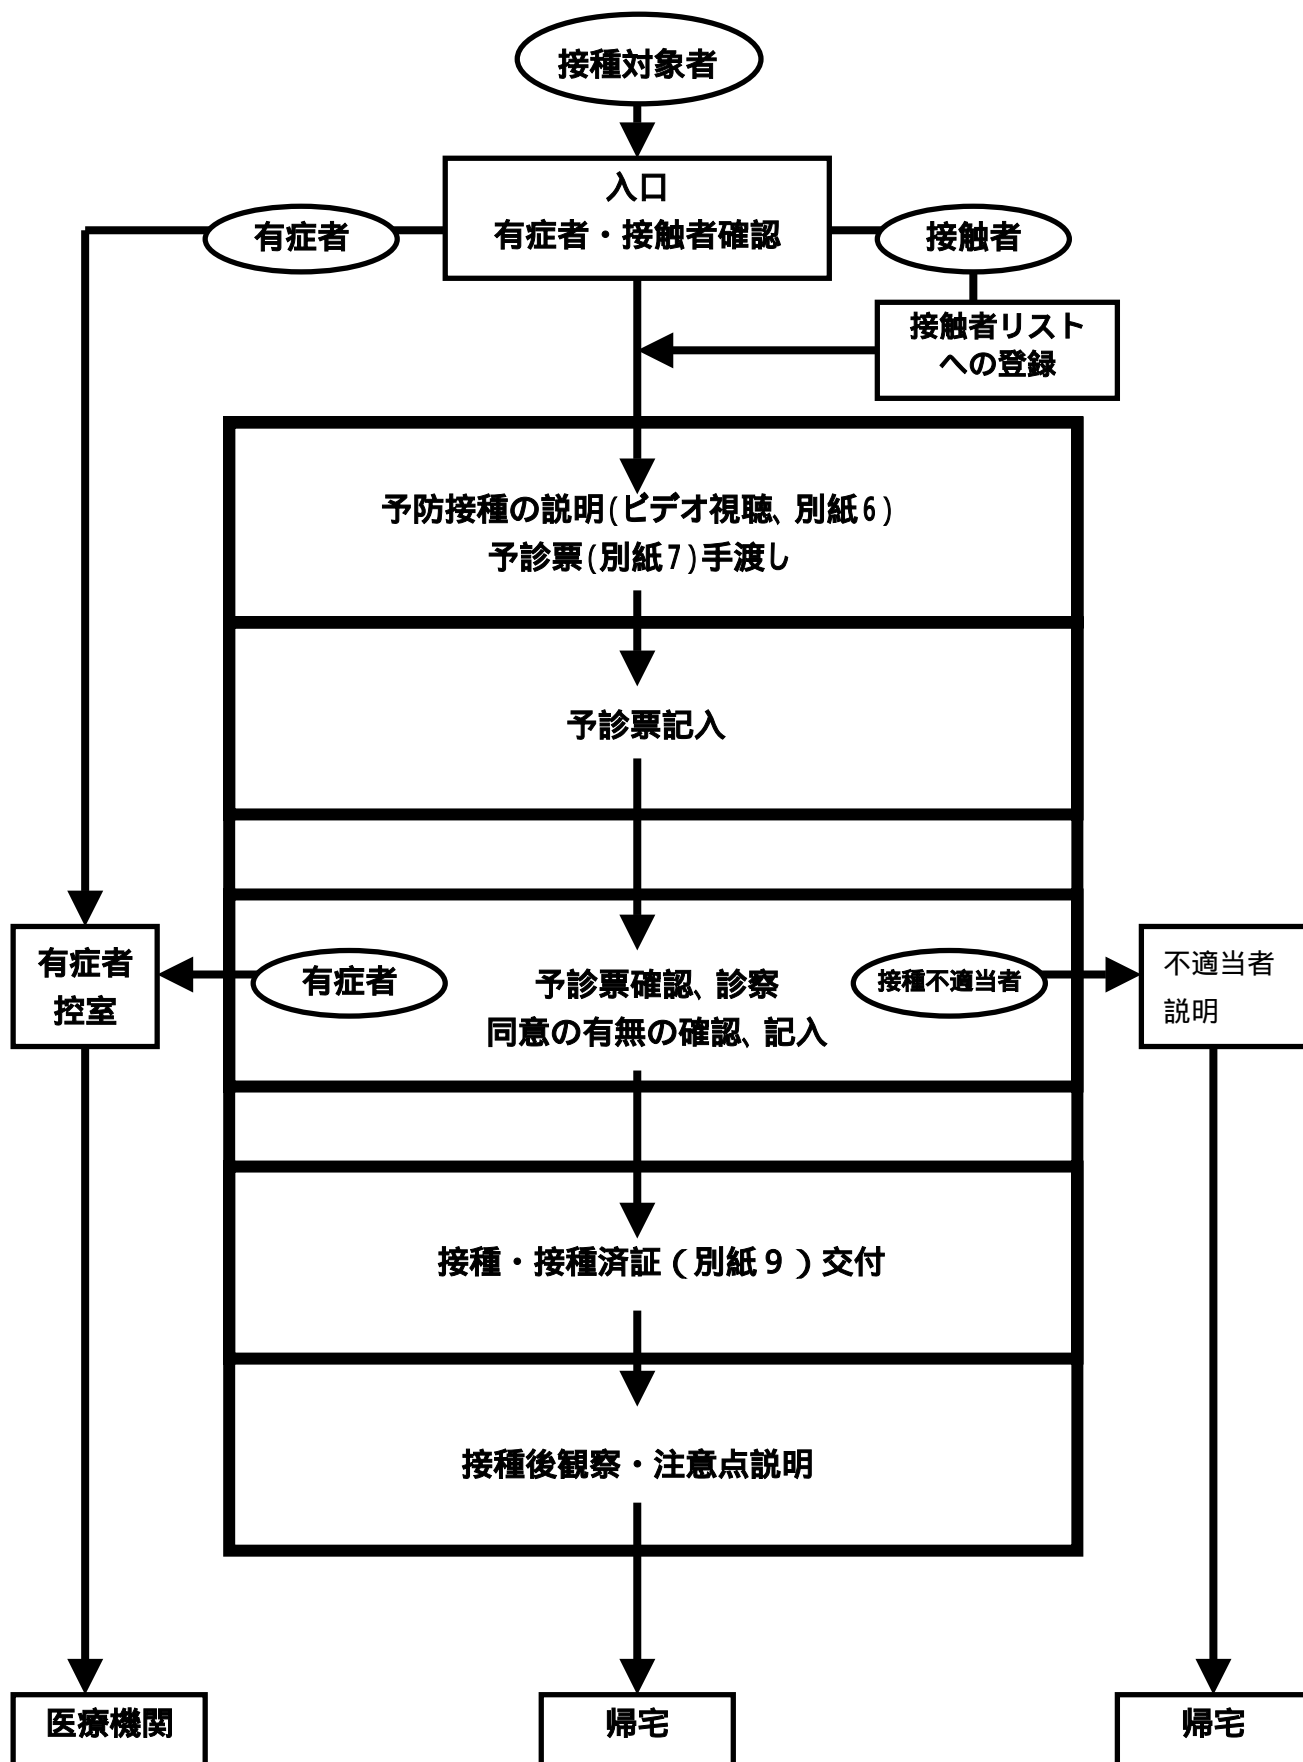 接種対象者
入口
有症者・接触者確認
有症者
接触者
接触者リスト
への登録
予防接種の説明(ビデオ視聴、別紙6)
予診票(別紙7)手渡し
予診票記入
有症者
控室
有症者
予診票確認、診察
同意の有無の確認、記入
接種不適当者
不適当者
説明
接種・接種済証(別紙9)交付
接種後観察・注意点説明
医療機関
帰宅
帰宅